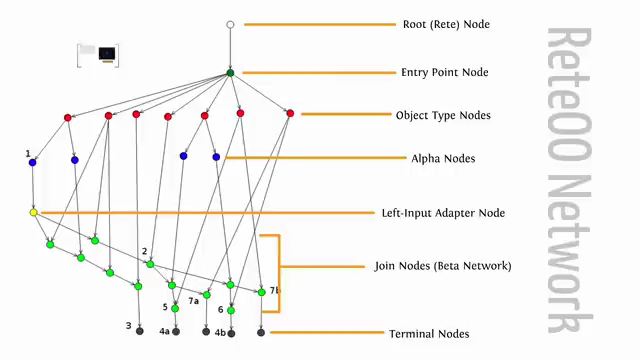 Root (Rete) Node
Entry Point Node
Object Type Nodes
1
Alpha Nodes
Left-Input Adapter Node
2
Join Nodes (Beta Network)
7b
7a
5
6
3
4a
4b
Terminal Nodes
ReteOO Network